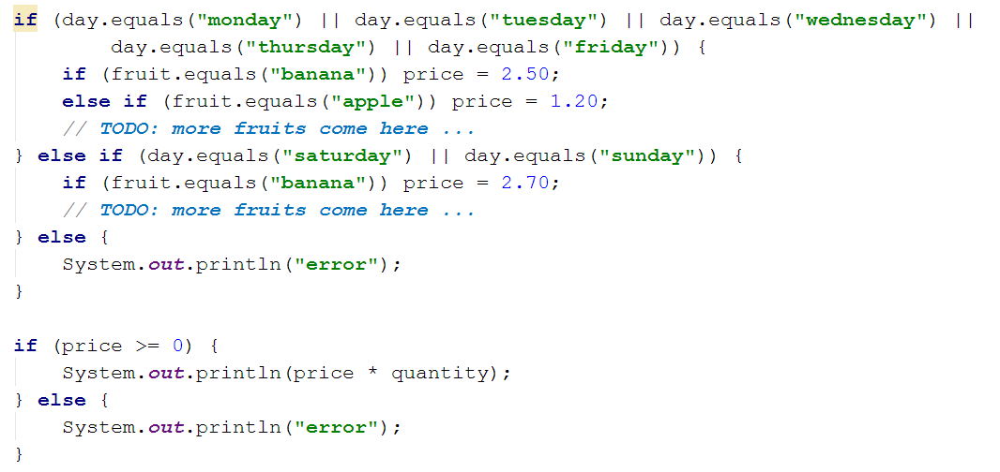 if (day.equals("monday") || day.equals("tuesday") || day.equals("wednesday") ||
        day.equals("thursday") || day.equals("friday")) {
    if (fruit.equals("banana")) price = 2.50;
    else if (fruit.equals("apple")) price = 1.20;
    // TODO: more fruits come here ...
} else if (day.equals("saturday") || day.equals("sunday")) {
    if (fruit.equals("banana")) price = 2.70;
    // TODO: more fruits come here ...
} else {
    System.out.println("error");
}

if (price >= 0) {
    System.out.println(price * quantity);
} else {
    System.out.println("error");
}